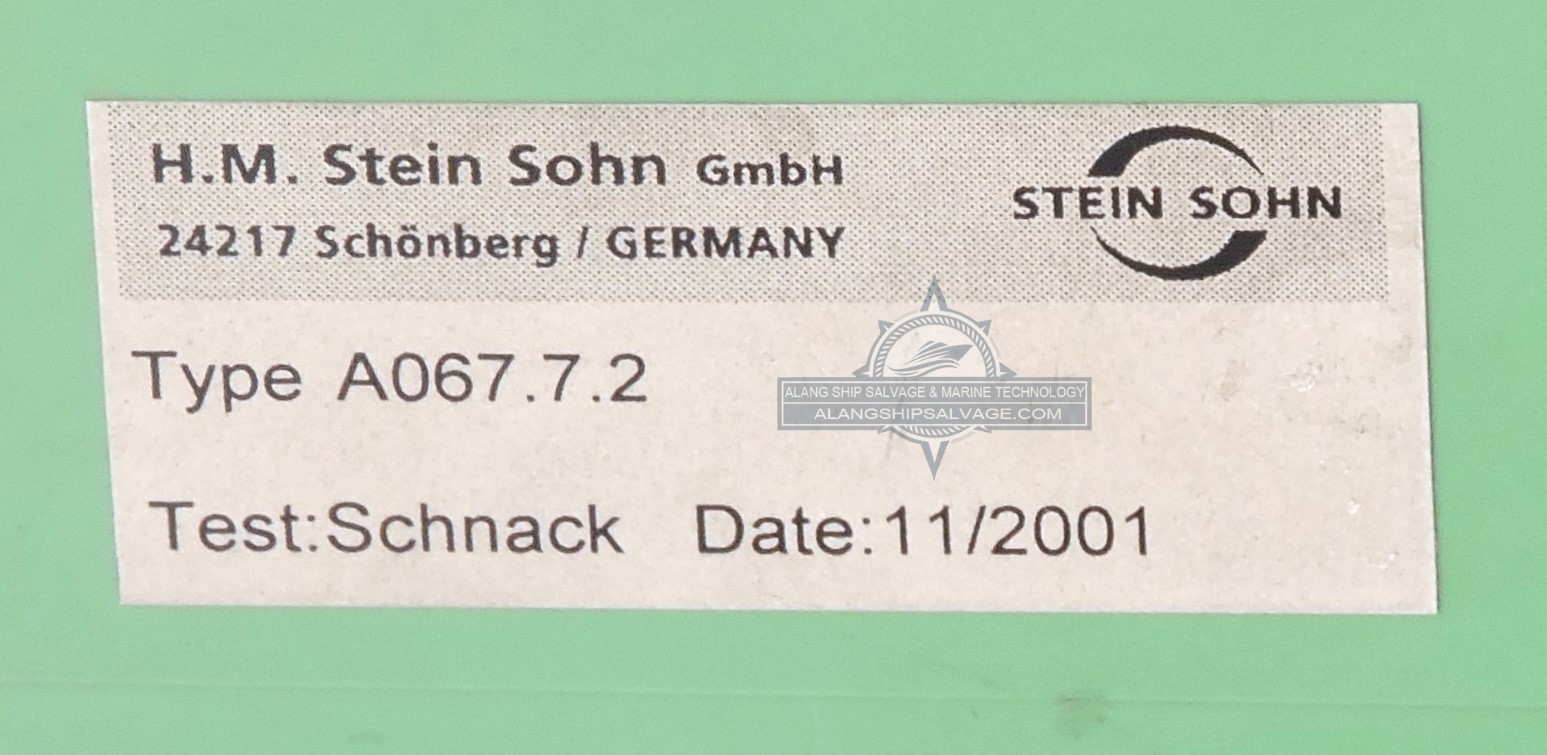 H.M. Stein Sohn GmbH
24217 Schönberg / GERMANY
STEIN SOHN
Type A067.7.2
ALANG SHIP SALVAGE & MARINE TECHNOLOGY
ALANGSHIPSALVAGE.COM
Test:Schnack Date:11/2001